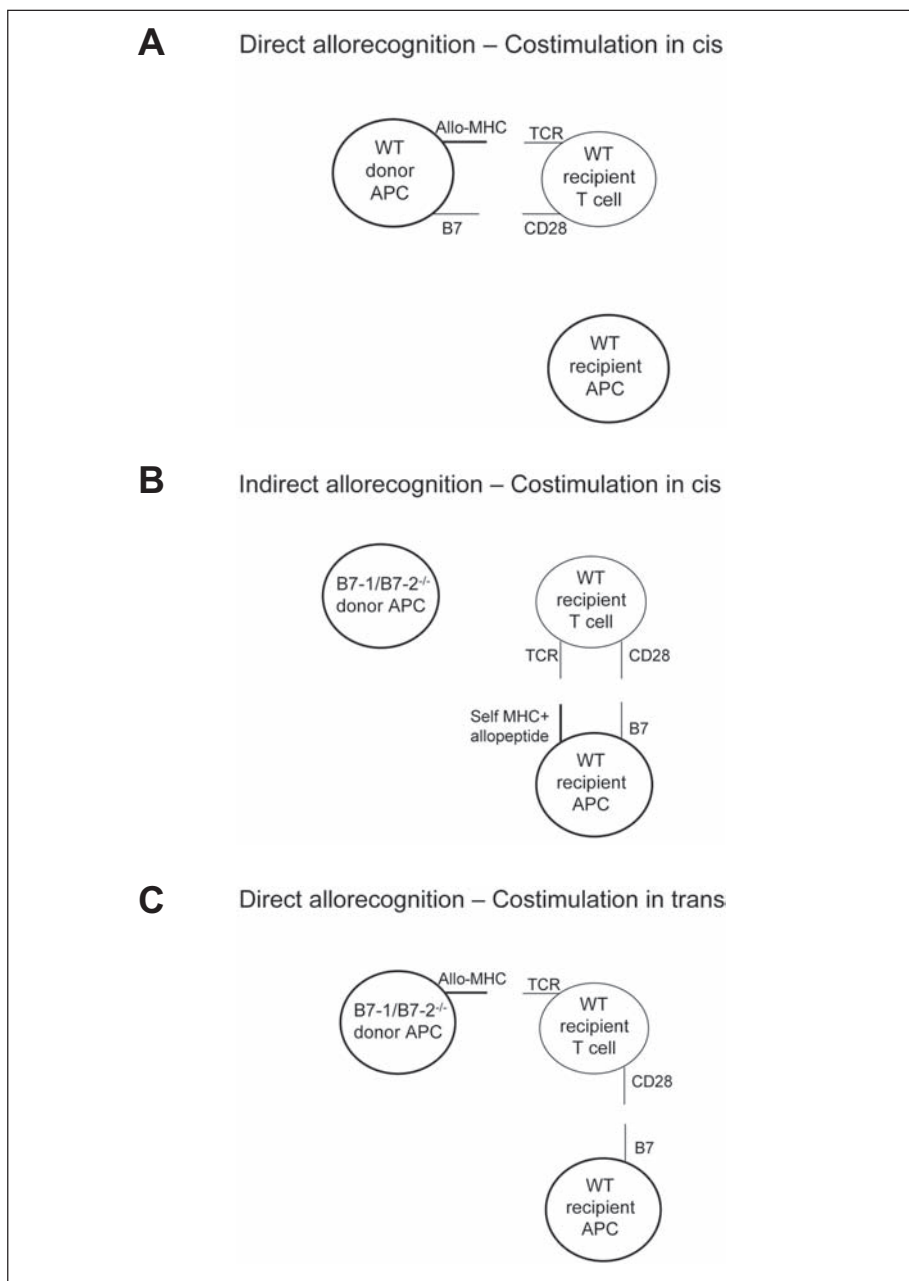 A Direct allorecognition – Costimulation in cis
Allo-MHC
TCR
WT
donor
APC
WT
recipient
T cell
B7
CD28
WT
recipient
APC
B Indirect allorecognition – Costimulation in cis
B7-1/B7-2-/-
donor APC
WT
recipient
T cell
TCR
CD28
Self MHC+
allopeptide
B7
WT
recipient
APC
C Direct allorecognition – Costimulation in trans
Allo-MHC
TCR
B7-1/B7-2-/-
donor APC
WT
recipient
T cell
CD28
B7
WT
recipient
APC